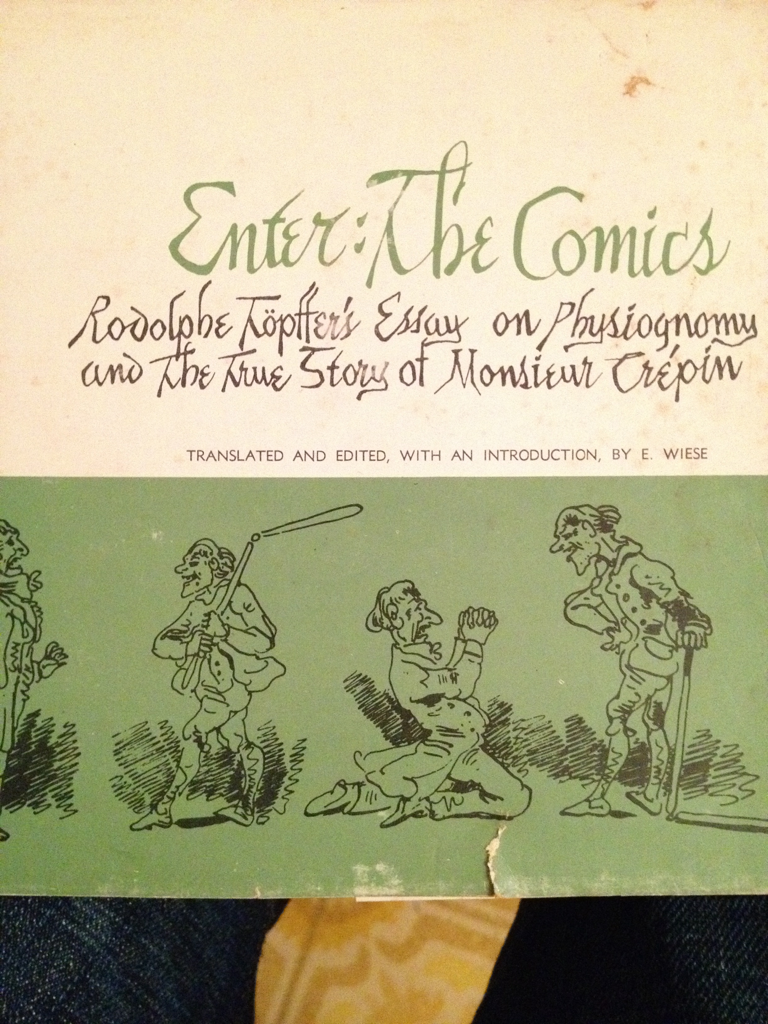 Enter: The Comics
Rodolphe Töpffer's Essay on Physiognomy
and The True Story of Monsieur Crépin
TRANSLATED AND EDITED, WITH AN INTRODUCTION, BY E. WIESE